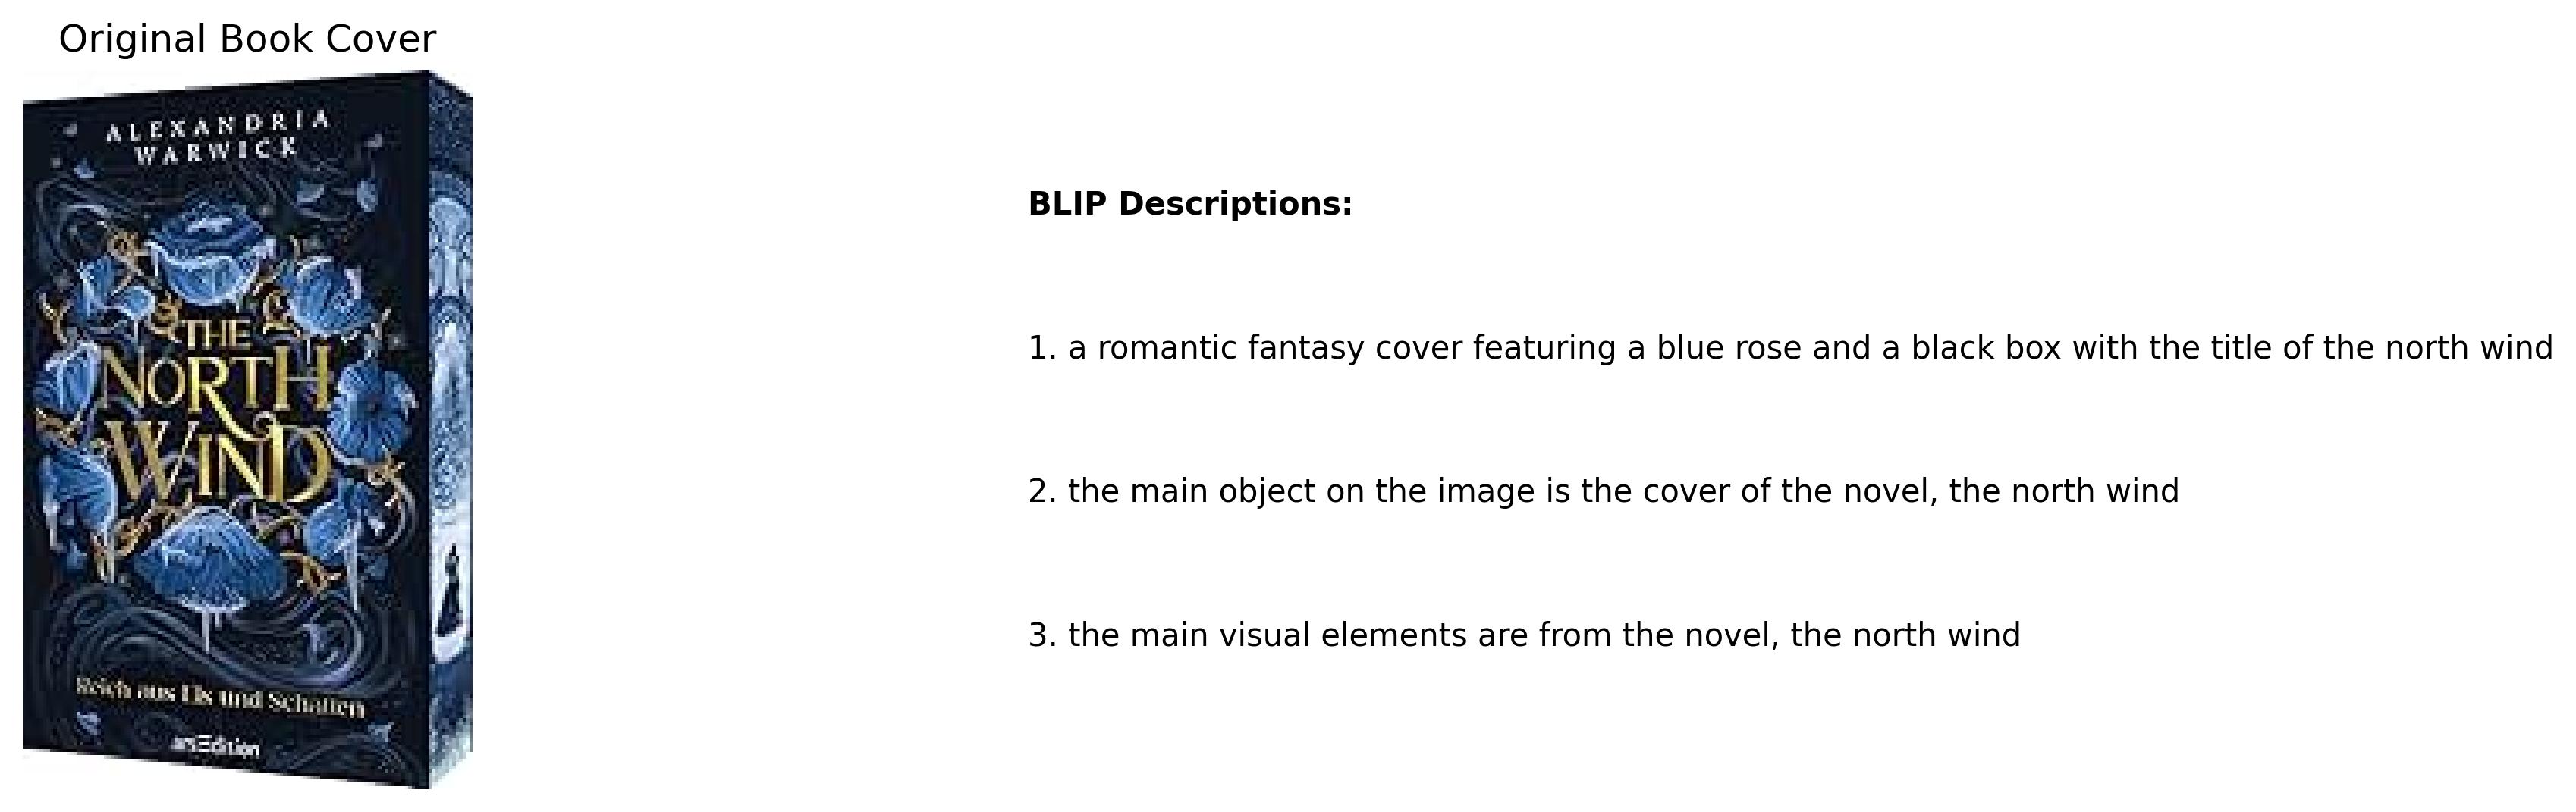 Original Book Cover
ALEXANDRIA
WARWICK
THE
NORTH
WIND
Reich aus Eis und Schatten
arsEdition
BLIP Descriptions:
1. a romantic fantasy cover featuring a blue rose and a black box with the title of the north wind
2. the main object on the image is the cover of the novel, the north wind
3. the main visual elements are from the novel, the north wind